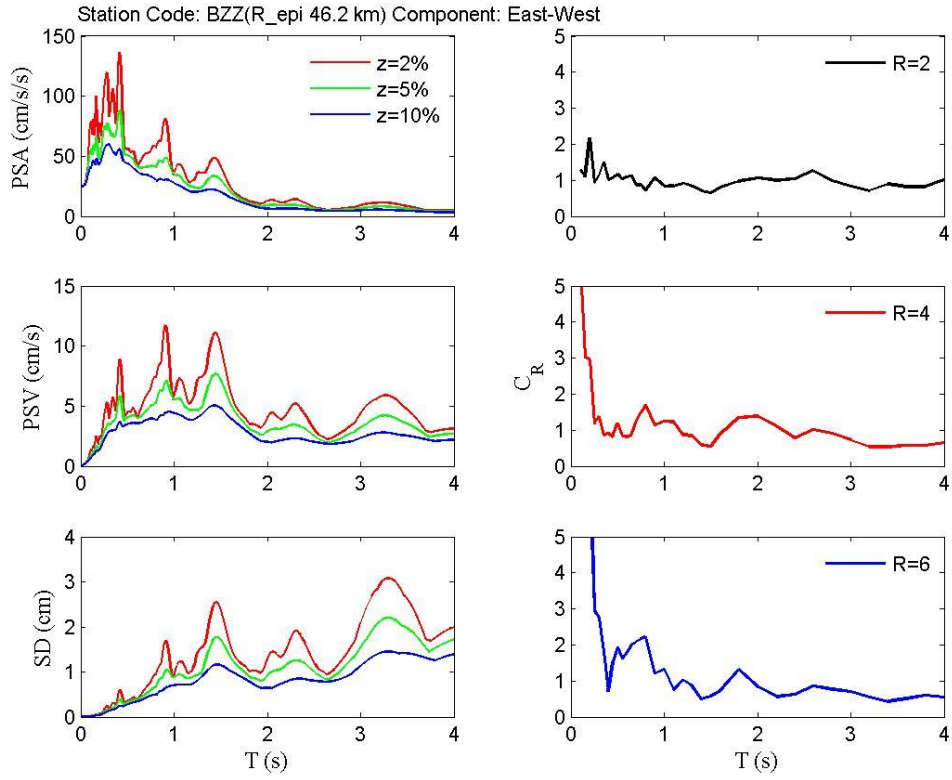 Station Code: BZZ(R_epi 46.2 km) Component: East-West
PSA (cm/s/s)
150
100
50
0
0 1 2 3 4
z=2%
z=5%
z=10%
5
4
3
2
1
0
0 1 2 3 4
R=2
PSV (cm/s)
15
10
5
0
0 1 2 3 4
C_R
5
4
3
2
1
0
0 1 2 3 4
R=4
SD (cm)
4
3
2
1
0
0 1 2 3 4
T (s)
5
4
3
2
1
0
0 1 2 3 4
R=6
T (s)